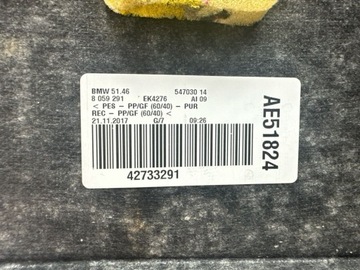 BMW 51.46 547030 14
8 059 291 EK4276 AI 09
< PES – PP/GF (60/40) – PUR
REC – PP/GF (60/40) <
21.11.2017 G/7 09:26
42733291
AE51824